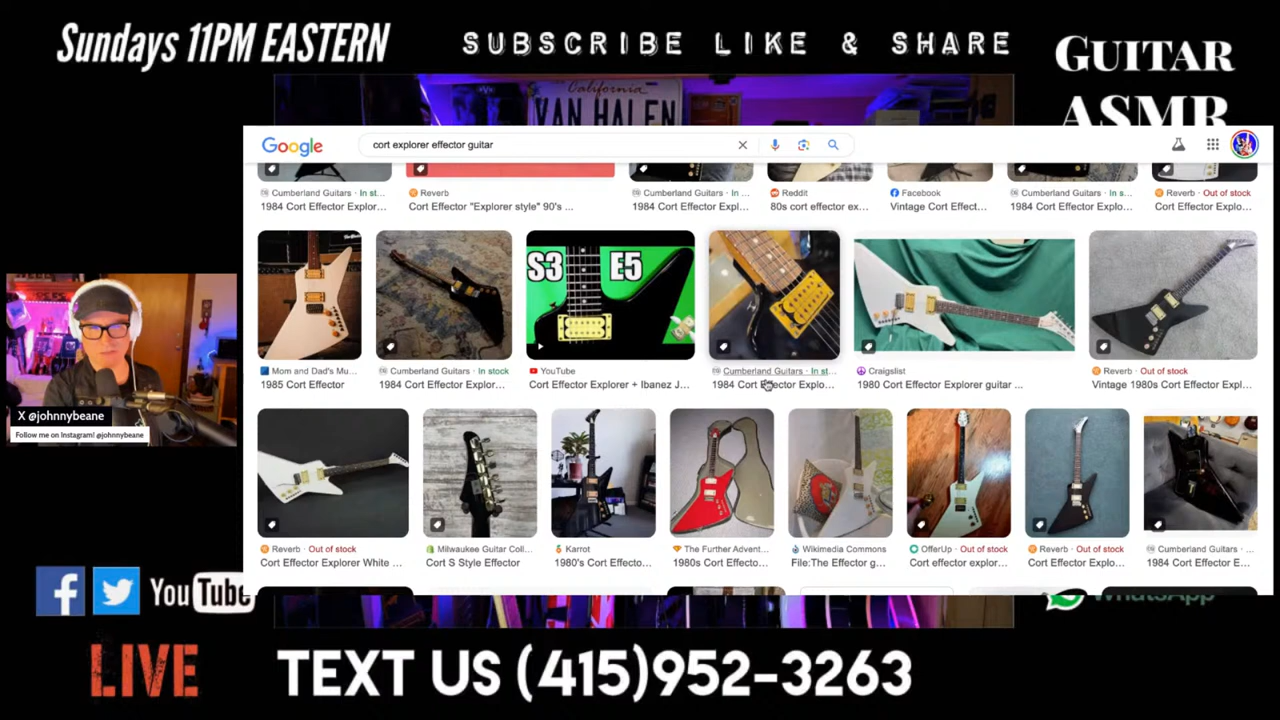 Sundays 11PM EASTERN
SUBSCRIBE LIKE & SHARE
GUITAR
ASMR
California
VAN HALEN
Google
cort explorer effector guitar
Cumberland Guitars · In st...
Reverb
Cumberland Guitars · In ...
Reddit
Facebook
Cumberland Guitars · In st...
Reverb · Out of stock
1984 Cort Effector Explor...
Cort Effector "Explorer style" 90's ...
1984 Cort Effector Expl...
80s cort effector ex...
Vintage Cort Effect...
1984 Cort Effector Explor...
Cort Effector Expl...
S3 E5
Mom and Dad's Mu...
Cumberland Guitars · In stock
YouTube
Cumberland Guitars · In st...
Craigslist
Reverb · Out of stock
1985 Cort Effector
1984 Cort Effector Explor...
Cort Effector Explorer + Ibanez J...
1984 Cort Effector Explo...
1980 Cort Effector Explorer guitar ...
Vintage 1980s Cort Effector Expl...
X @johnnybeane
Follow me on Instagram! @johnnybeane
Reverb · Out of stock
Milwaukee Guitar Coll...
Karrot
The Further Advent...
Wikimedia Commons
OfferUp · Out of stock
Reverb · Out of stock
Cumberland Guitars · ...
Cort Effector Explorer White ...
Cort S Style Effector
1980's Cort Effecto...
1980s Cort Effecto...
File:The Effector g...
Cort effector explor...
Cort Effector Explo...
1984 Cort Effector E...
f
YouTube
WhatsApp
LIVE
TEXT US (415)952-3263